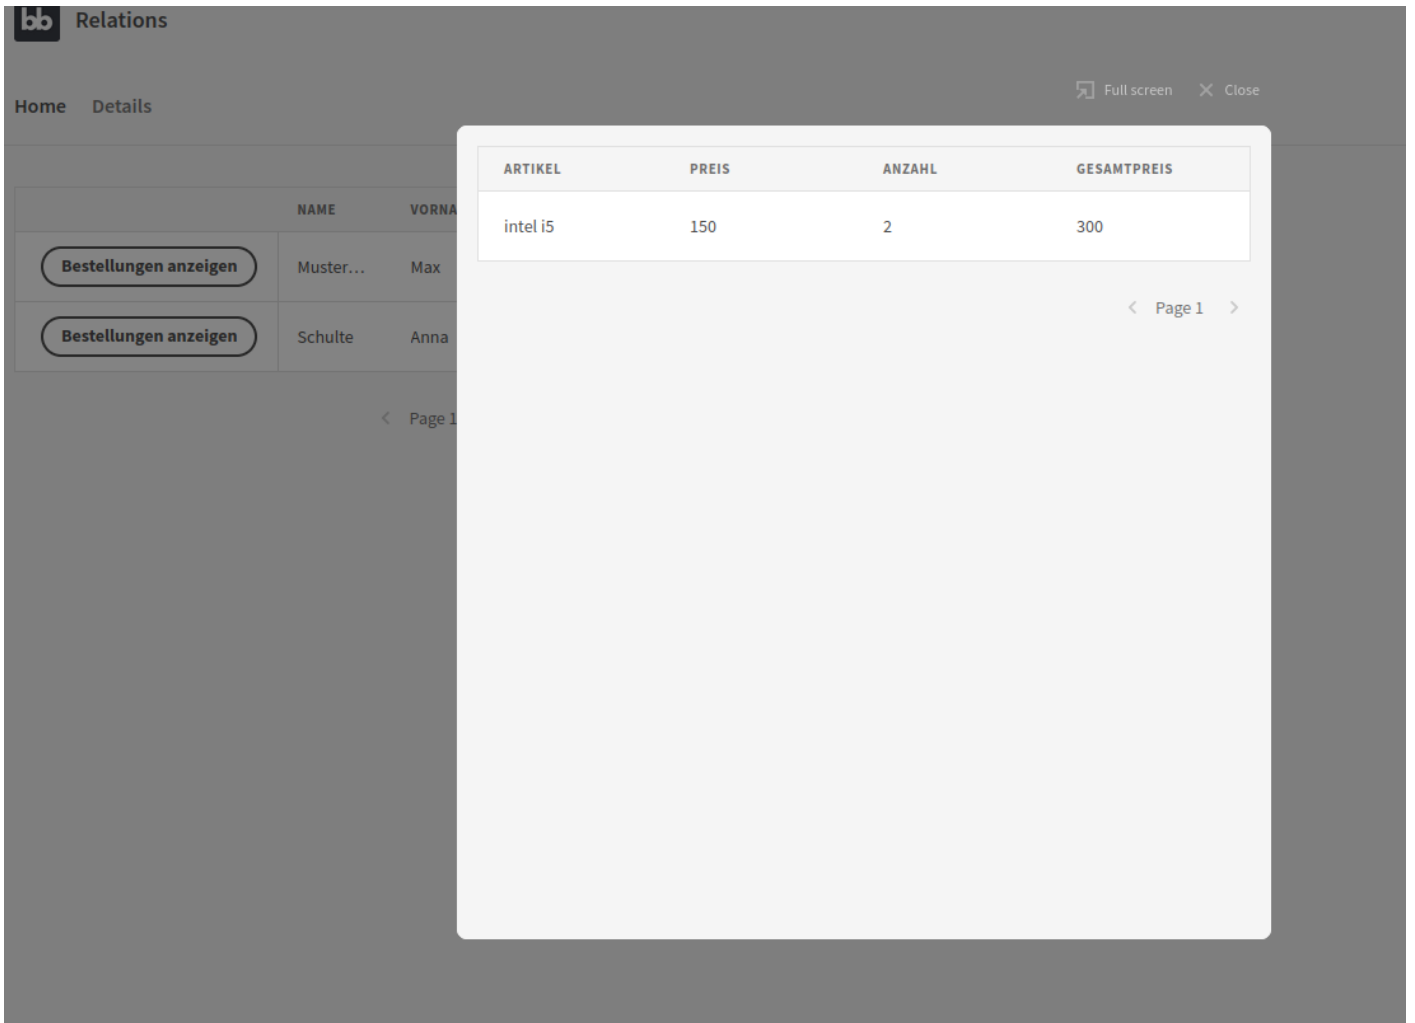 bb Relations
Home Details
Full screen Close
NAME VORNA
Bestellungen anzeigen Muster... Max
Bestellungen anzeigen Schulte Anna
Page 1
ARTIKEL PREIS ANZAHL GESAMTPREIS
intel i5 150 2 300
Page 1